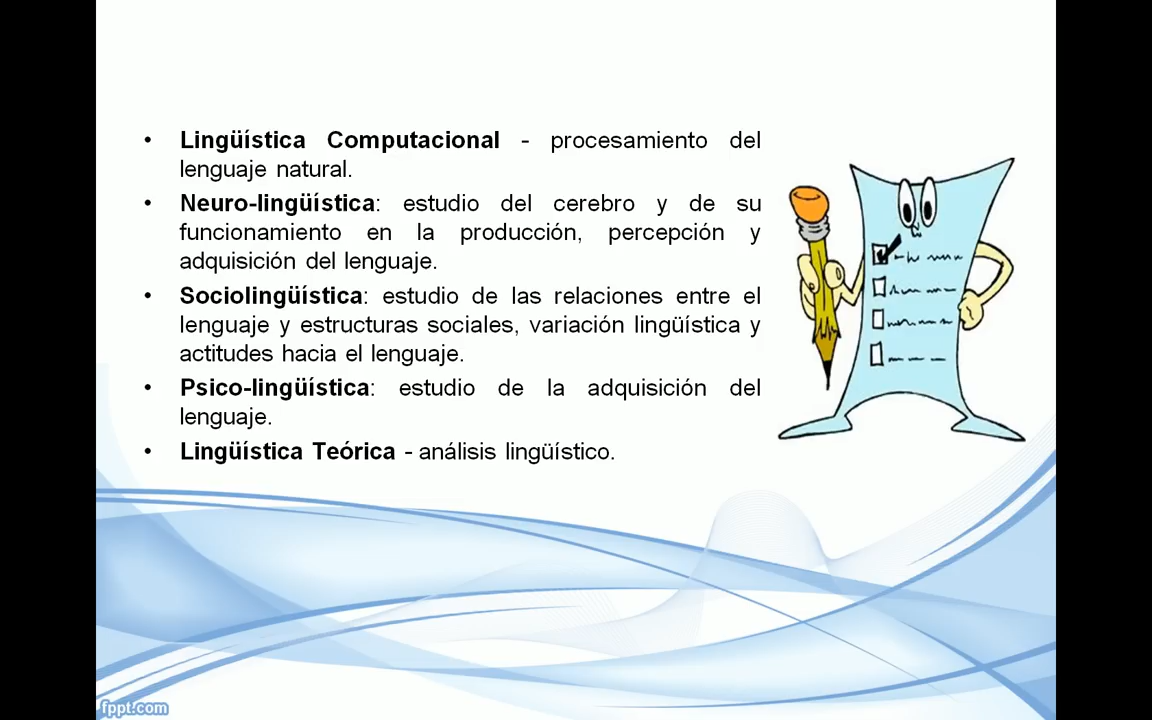 • Lingüística Computacional - procesamiento del
lenguaje natural.
• Neuro-lingüística: estudio del cerebro y de su
funcionamiento en la producción, percepción y
adquisición del lenguaje.
• Sociolingüística: estudio de las relaciones entre el
lenguaje y estructuras sociales, variación lingüística y
actitudes hacia el lenguaje.
• Psico-lingüística: estudio de la adquisición del
lenguaje.
• Lingüística Teórica - análisis lingüístico.
fppt.com